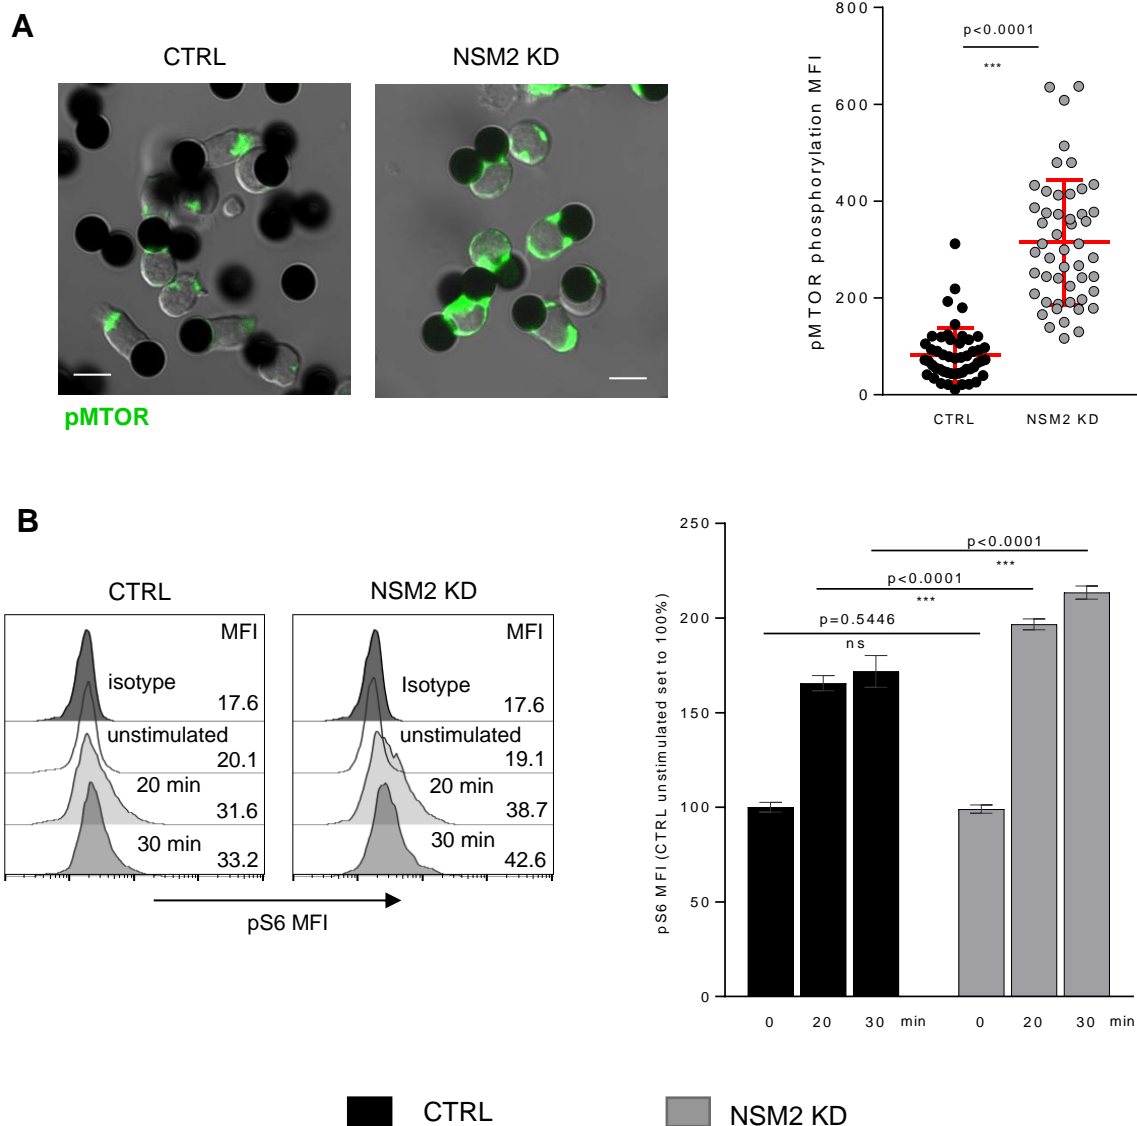 A
CTRL
NSM2 KD
pMTOR
pMTOR phosphorylation MFI
800
600
400
200
0
p<0.0001
***
CTRL
NSM2 KD
B
CTRL
MFI
isotype
17.6
unstimulated
20.1
20 min
31.6
30 min
33.2
NSM2 KD
MFI
Isotype
17.6
unstimulated
19.1
20 min
38.7
30 min
42.6
pS6 MFI
pS6 MFI (CTRL unstimulated set to 100%)
250
200
150
100
50
0
p<0.0001
***
p<0.0001
***
p=0.5446
ns
0 20 30 min 0 20 30 min
CTRL
NSM2 KD